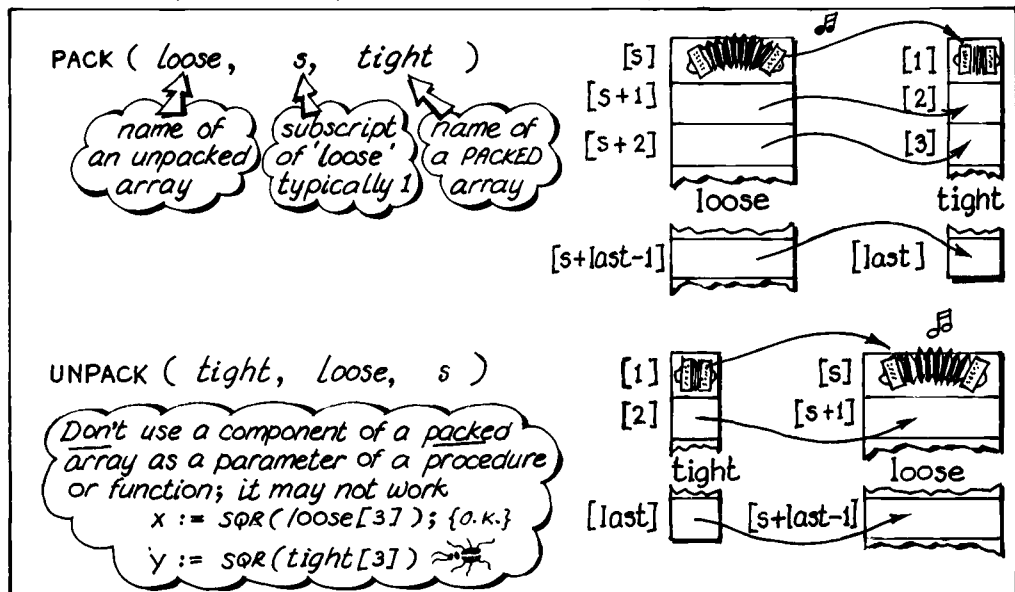 PACK ( loose, s, tight )
name of
an unpacked
array
subscript
of 'loose'
typically 1
name of
a PACKED
array
[s]
[s+1]
[s+2]
loose
[s+last-1]
[1]
[2]
[3]
tight
[last]
UNPACK ( tight, loose, s )
Don't use a component of a packed
array as a parameter of a procedure
or function; it may not work
x := SQR(loose[3]); {O.K.}
y := SQR(tight[3])
[1]
[2]
tight
[last]
[s]
[s+1]
loose
[s+last-1]